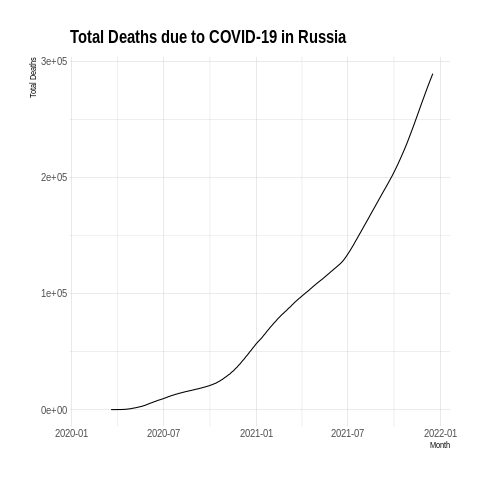 Total Deaths due to COVID-19 in Russia
Total Deaths
3e+05
2e+05
1e+05
0e+00
2020-01 2020-07 2021-01 2021-07 2022-01
Month